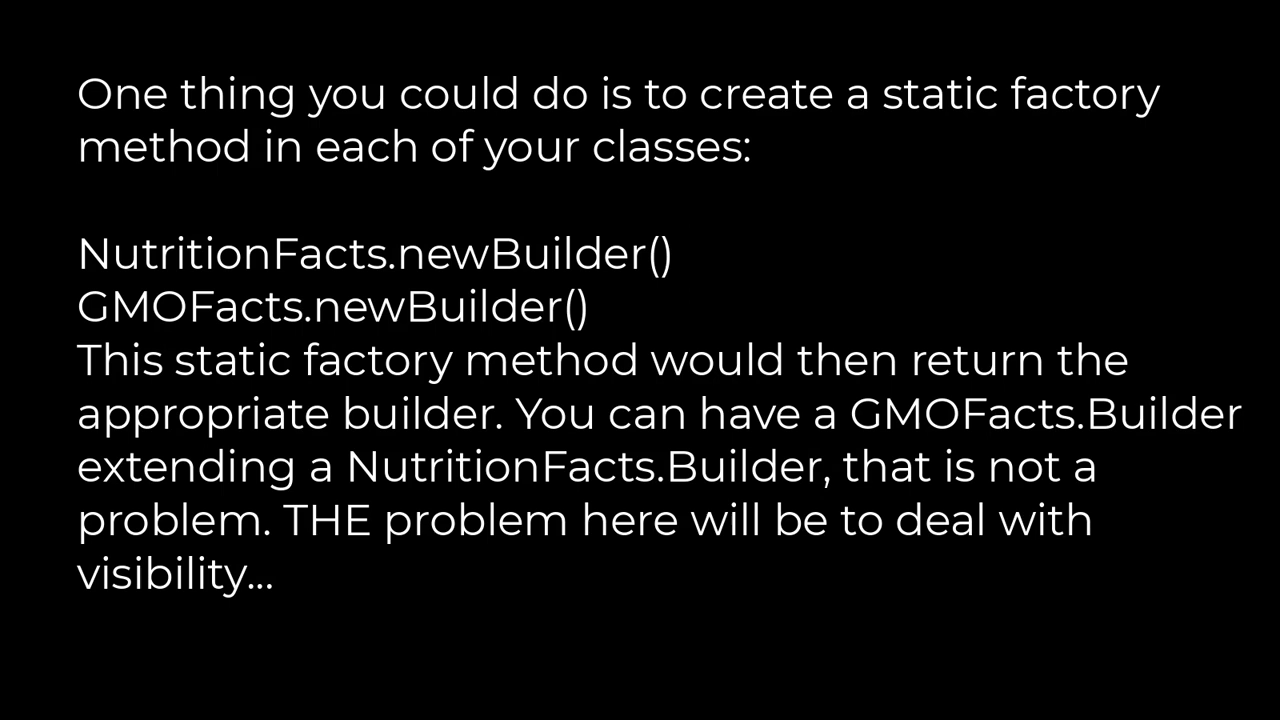 One thing you could do is to create a static factory
method in each of your classes:
NutritionFacts.newBuilder()
GMOFacts.newBuilder()
This static factory method would then return the
appropriate builder. You can have a GMOFacts.Builder
extending a NutritionFacts.Builder, that is not a
problem. THE problem here will be to deal with
visibility...